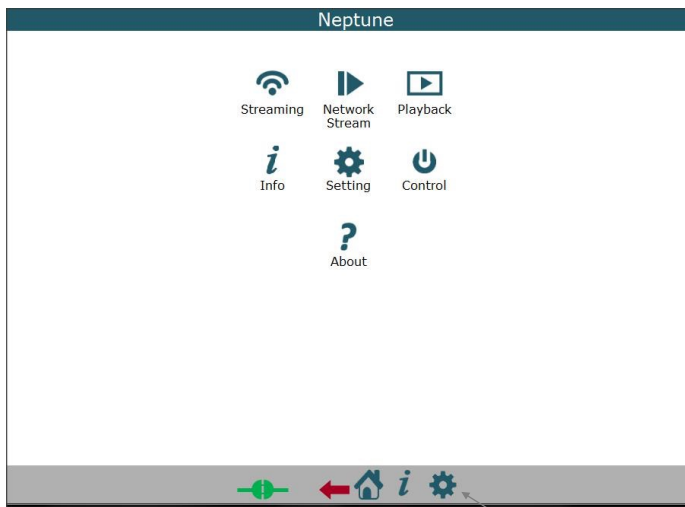 Neptune
Streaming
Network
Stream
Playback
Info
Setting
Control
About